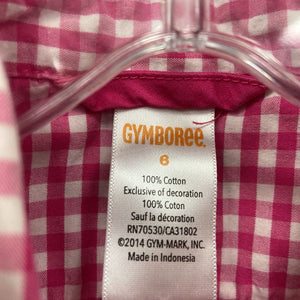 GYMBOREE
6
100% Cotton
Exclusive of decoration
100% Coton
Sauf la décoration
RN70530/CA31802
©2014 GYM-MARK, INC.
Made in Indonesia